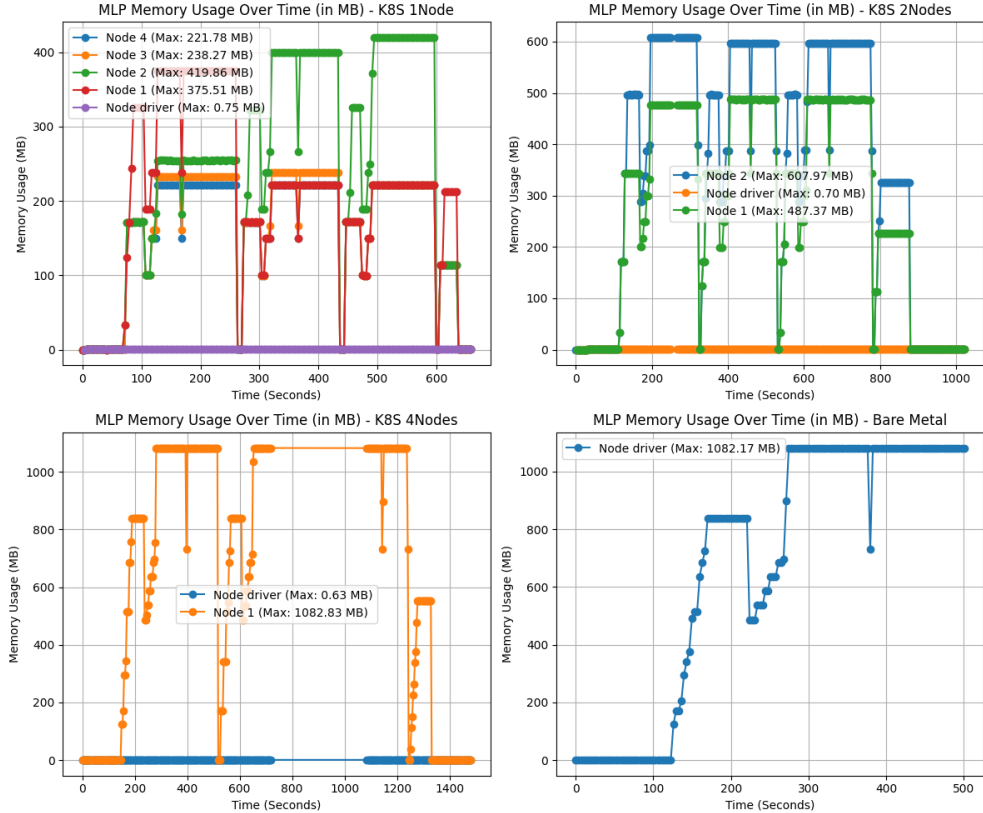 MLP Memory Usage Over Time (in MB) - K8S 1Node
Node 4 (Max: 221.78 MB)
Node 3 (Max: 238.27 MB)
Node 2 (Max: 419.86 MB)
Node 1 (Max: 375.51 MB)
Node driver (Max: 0.75 MB)
Memory Usage (MB)
400
300
200
100
0
0 100 200 300 400 500 600
Time (Seconds)
MLP Memory Usage Over Time (in MB) - K8S 2Nodes
Node 2 (Max: 607.97 MB)
Node driver (Max: 0.70 MB)
Node 1 (Max: 487.37 MB)
Memory Usage (MB)
600
500
400
300
200
100
0
0 200 400 600 800 1000
Time (Seconds)
MLP Memory Usage Over Time (in MB) - K8S 4Nodes
Node driver (Max: 0.63 MB)
Node 1 (Max: 1082.83 MB)
Memory Usage (MB)
1000
800
600
400
200
0
0 200 400 600 800 1000 1200 1400
Time (Seconds)
MLP Memory Usage Over Time (in MB) - Bare Metal
Node driver (Max: 1082.17 MB)
Memory Usage (MB)
1000
800
600
400
200
0
0 100 200 300 400 500
Time (Seconds)